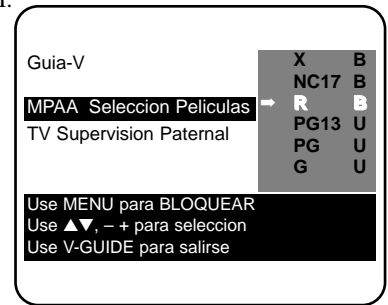 1.
Guia-V
MPAA Seleccion Peliculas ➡
TV Supervision Paternal
X B
NC17 B
R B
PG13 U
PG U
G U
Use MENU para BLOQUEAR
Use ▲▼, – + para seleccion
Use V-GUIDE para salirse